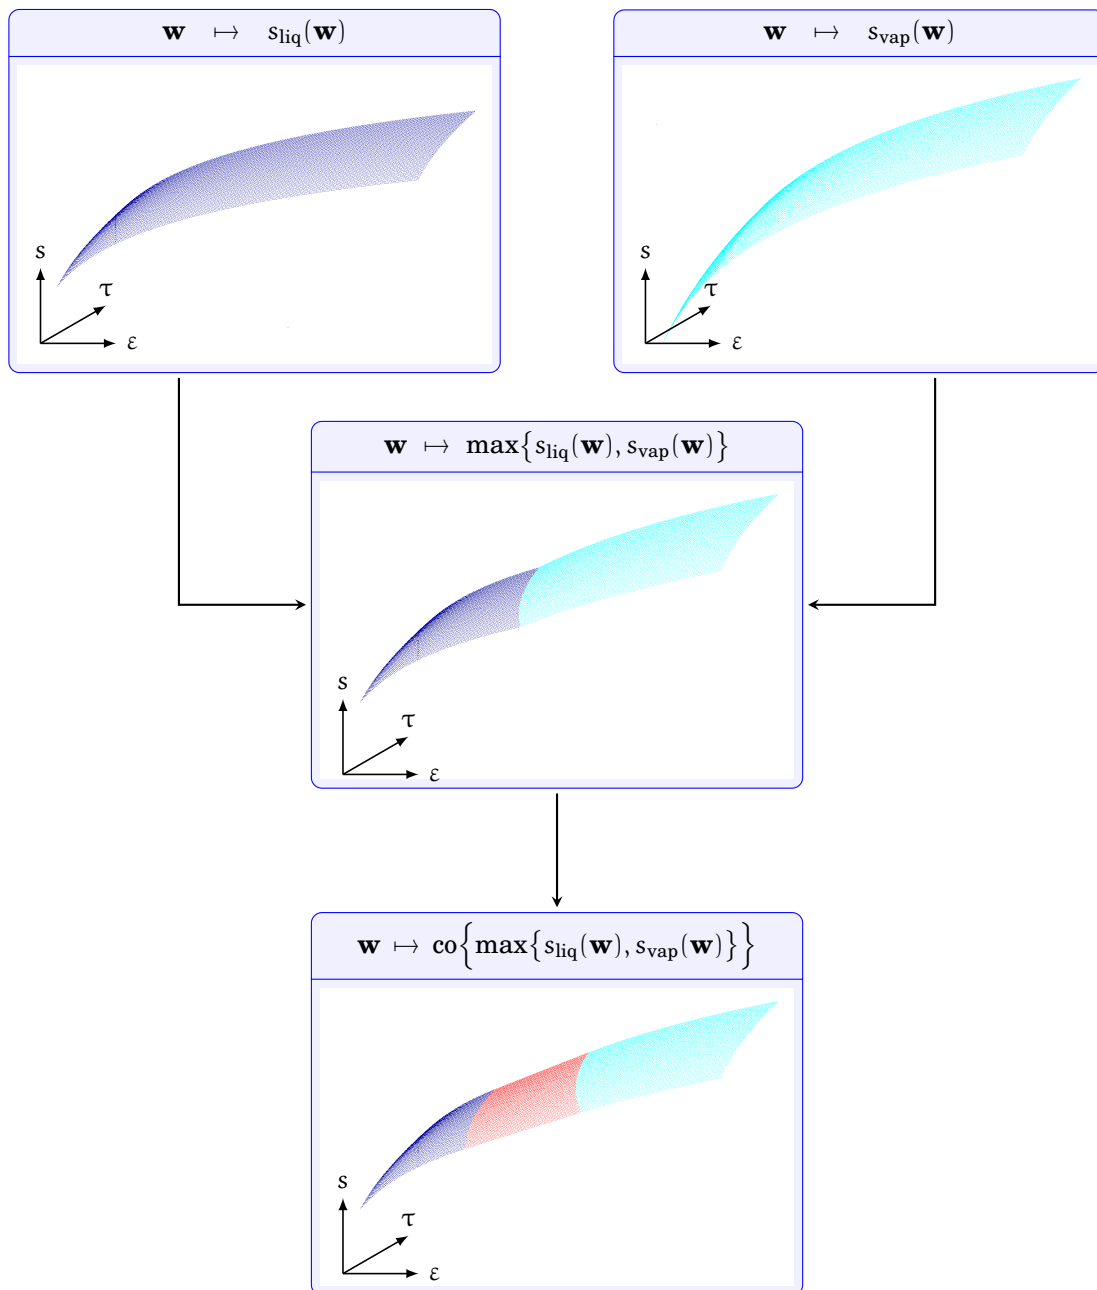 w ↦ s_liq(w)
s
τ
ε
w ↦ s_vap(w)
s
τ
ε
w ↦ max{s_liq(w), s_vap(w)}
s
τ
ε
w ↦ co{max{s_liq(w), s_vap(w)}}
s
τ
ε